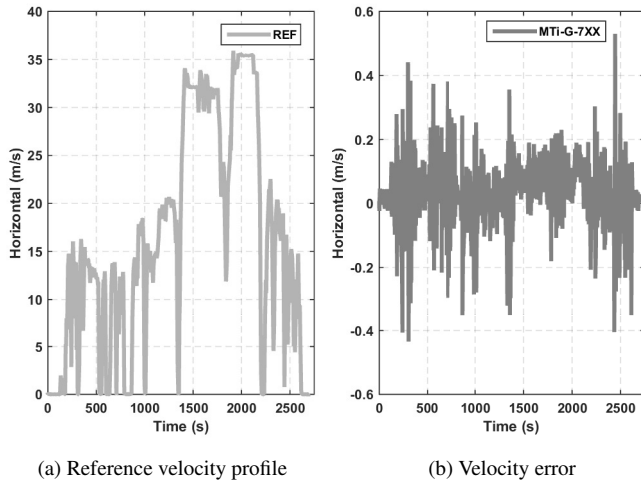 REF
Horizontal (m/s)
40
35
30
25
20
15
10
5
0
0 500 1000 1500 2000 2500
Time (s)
(a) Reference velocity profile
MTi-G-7XX
Horizontal (m/s)
0.6
0.4
0.2
0
-0.2
-0.4
-0.6
0 500 1000 1500 2000 2500
Time (s)
(b) Velocity error